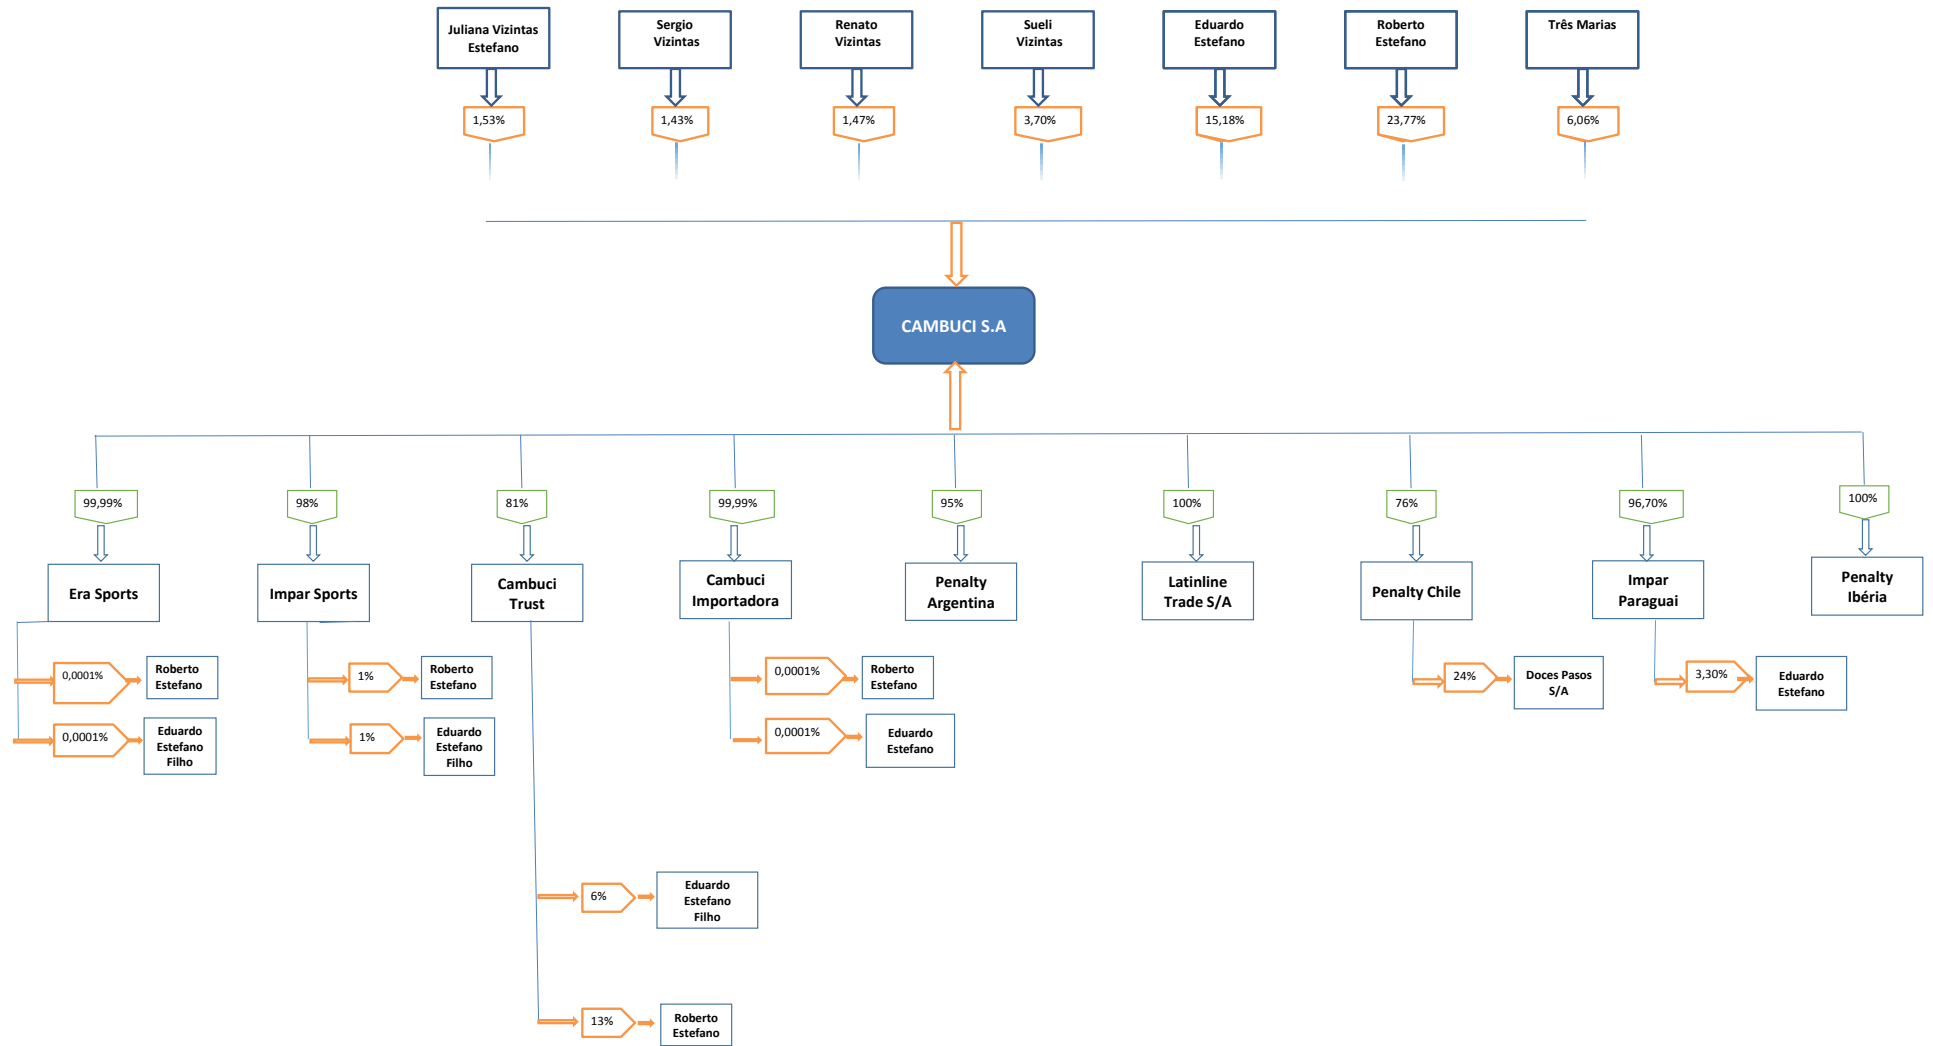 Juliana Vizintas
Estefano
Sergio
Vizintas
Renato
Vizintas
Sueli
Vizintas
Eduardo
Estefano
Roberto
Estefano
Três Marias
1,53%
1,43%
1,47%
3,70%
15,18%
23,77%
6,06%
CAMBUCI S.A
99,99%
98%
81%
99,99%
95%
100%
76%
96,70%
100%
Era Sports
Impar Sports
Cambuci
Trust
Cambuci
Importadora
Penalty
Argentina
Latinline
Trade S/A
Penalty Chile
Impar
Paraguai
Penalty
Ibéria
0,0001%
Roberto
Estefano
1%
Roberto
Estefano
0,0001%
Roberto
Estefano
24%
Doces Pasos
S/A
3,30%
Eduardo
Estefano
0,0001%
Eduardo
Estefano
Filho
1%
Eduardo
Estefano
Filho
0,0001%
Eduardo
Estefano
6%
Eduardo
Estefano
Filho
13%
Roberto
Estefano